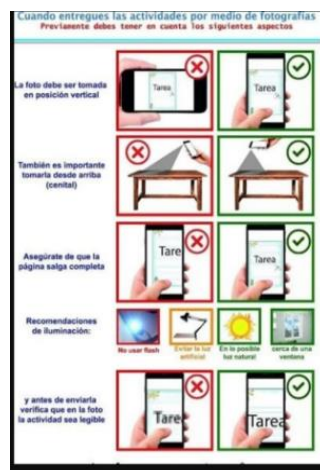 Cuando entregues las actividades por medio de fotografías
Previamente debes tener en cuenta los siguientes aspectos
La foto debe ser tomada
en posición vertical
Tarea
Tarea
También es importante
tomarla desde arriba
(cenital)
Asegúrate de que la
página salga completa
Tare
Tarea
Recomendaciones
de iluminación:
No usar flash
Evitar la luz
artificial
En lo posible
luz natural
cerca de una
ventana
y antes de enviarla
verifica que en la foto
la actividad sea legible
Tarea
Tarea